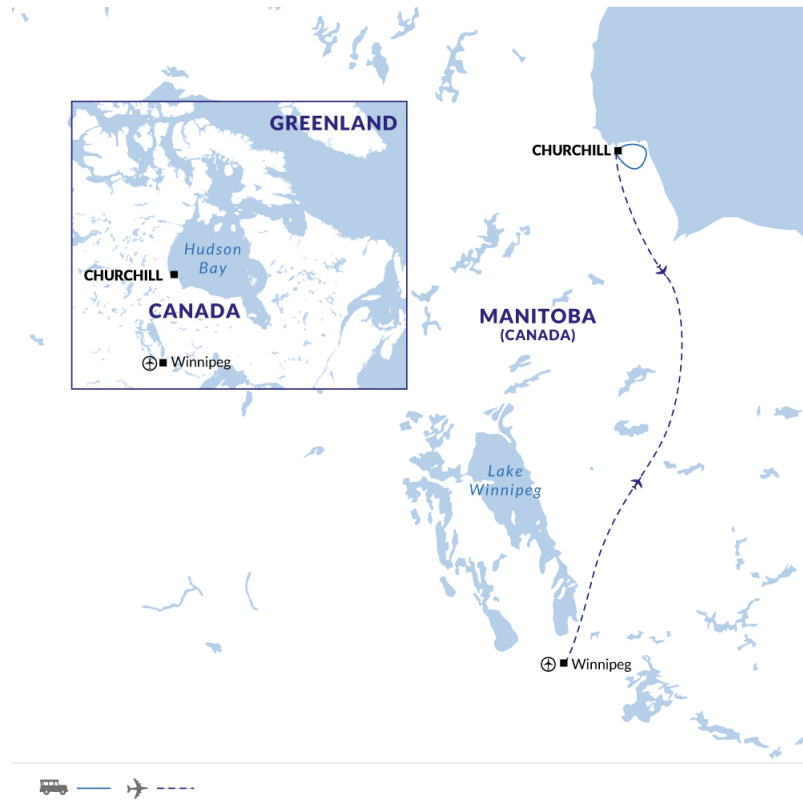 GREENLAND
Hudson
Bay
CHURCHILL
CANADA
Winnipeg
CHURCHILL
MANITOBA
(CANADA)
Lake
Winnipeg
Winnipeg